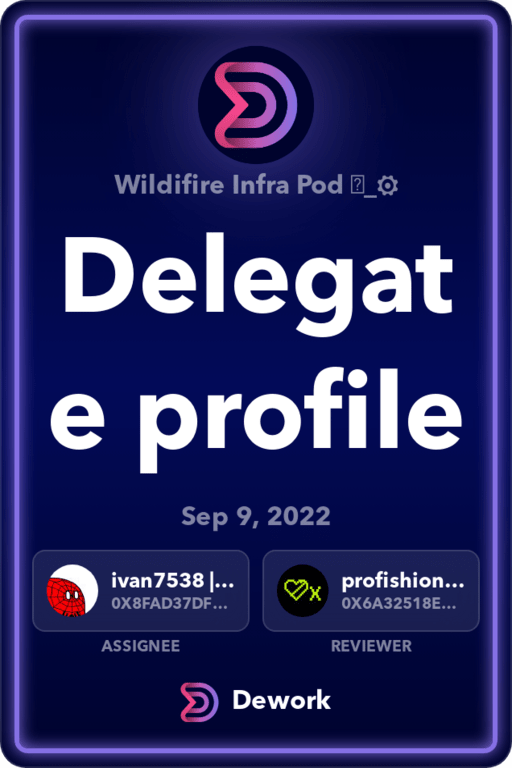 Wildifire Infra Pod _⚙
Delegat
e profile
Sep 9, 2022
ivan7538 |...
0X8FAD37DF...
ASSIGNEE
profishion...
0X6A32518E...
REVIEWER
Dework